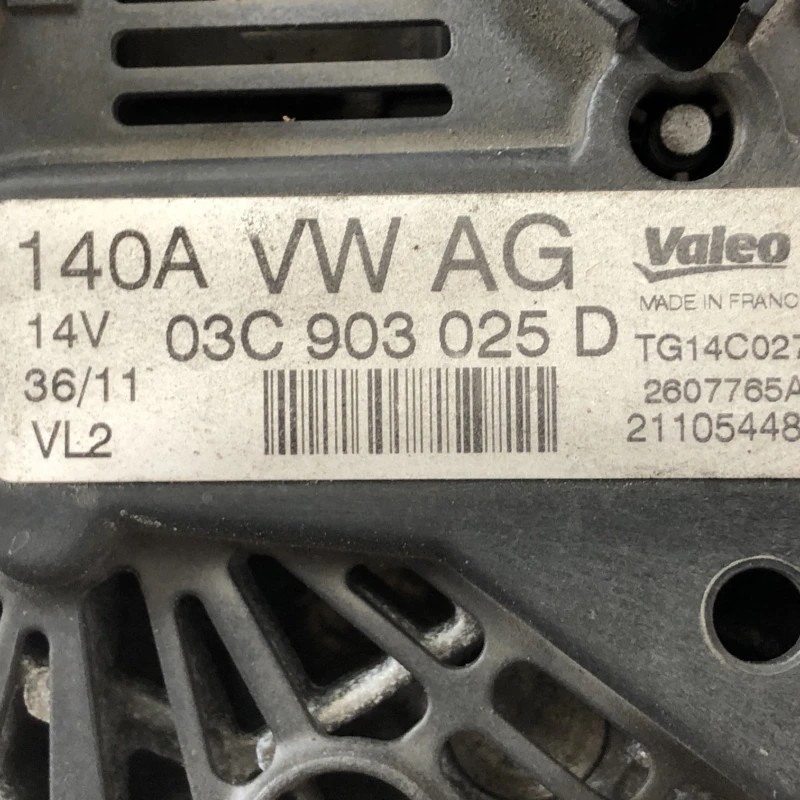 140A VW AG Valeo
MADE IN FRANC
14V 03C 903 025 D TG14C027
36/11 2607765A
VL2 21105448